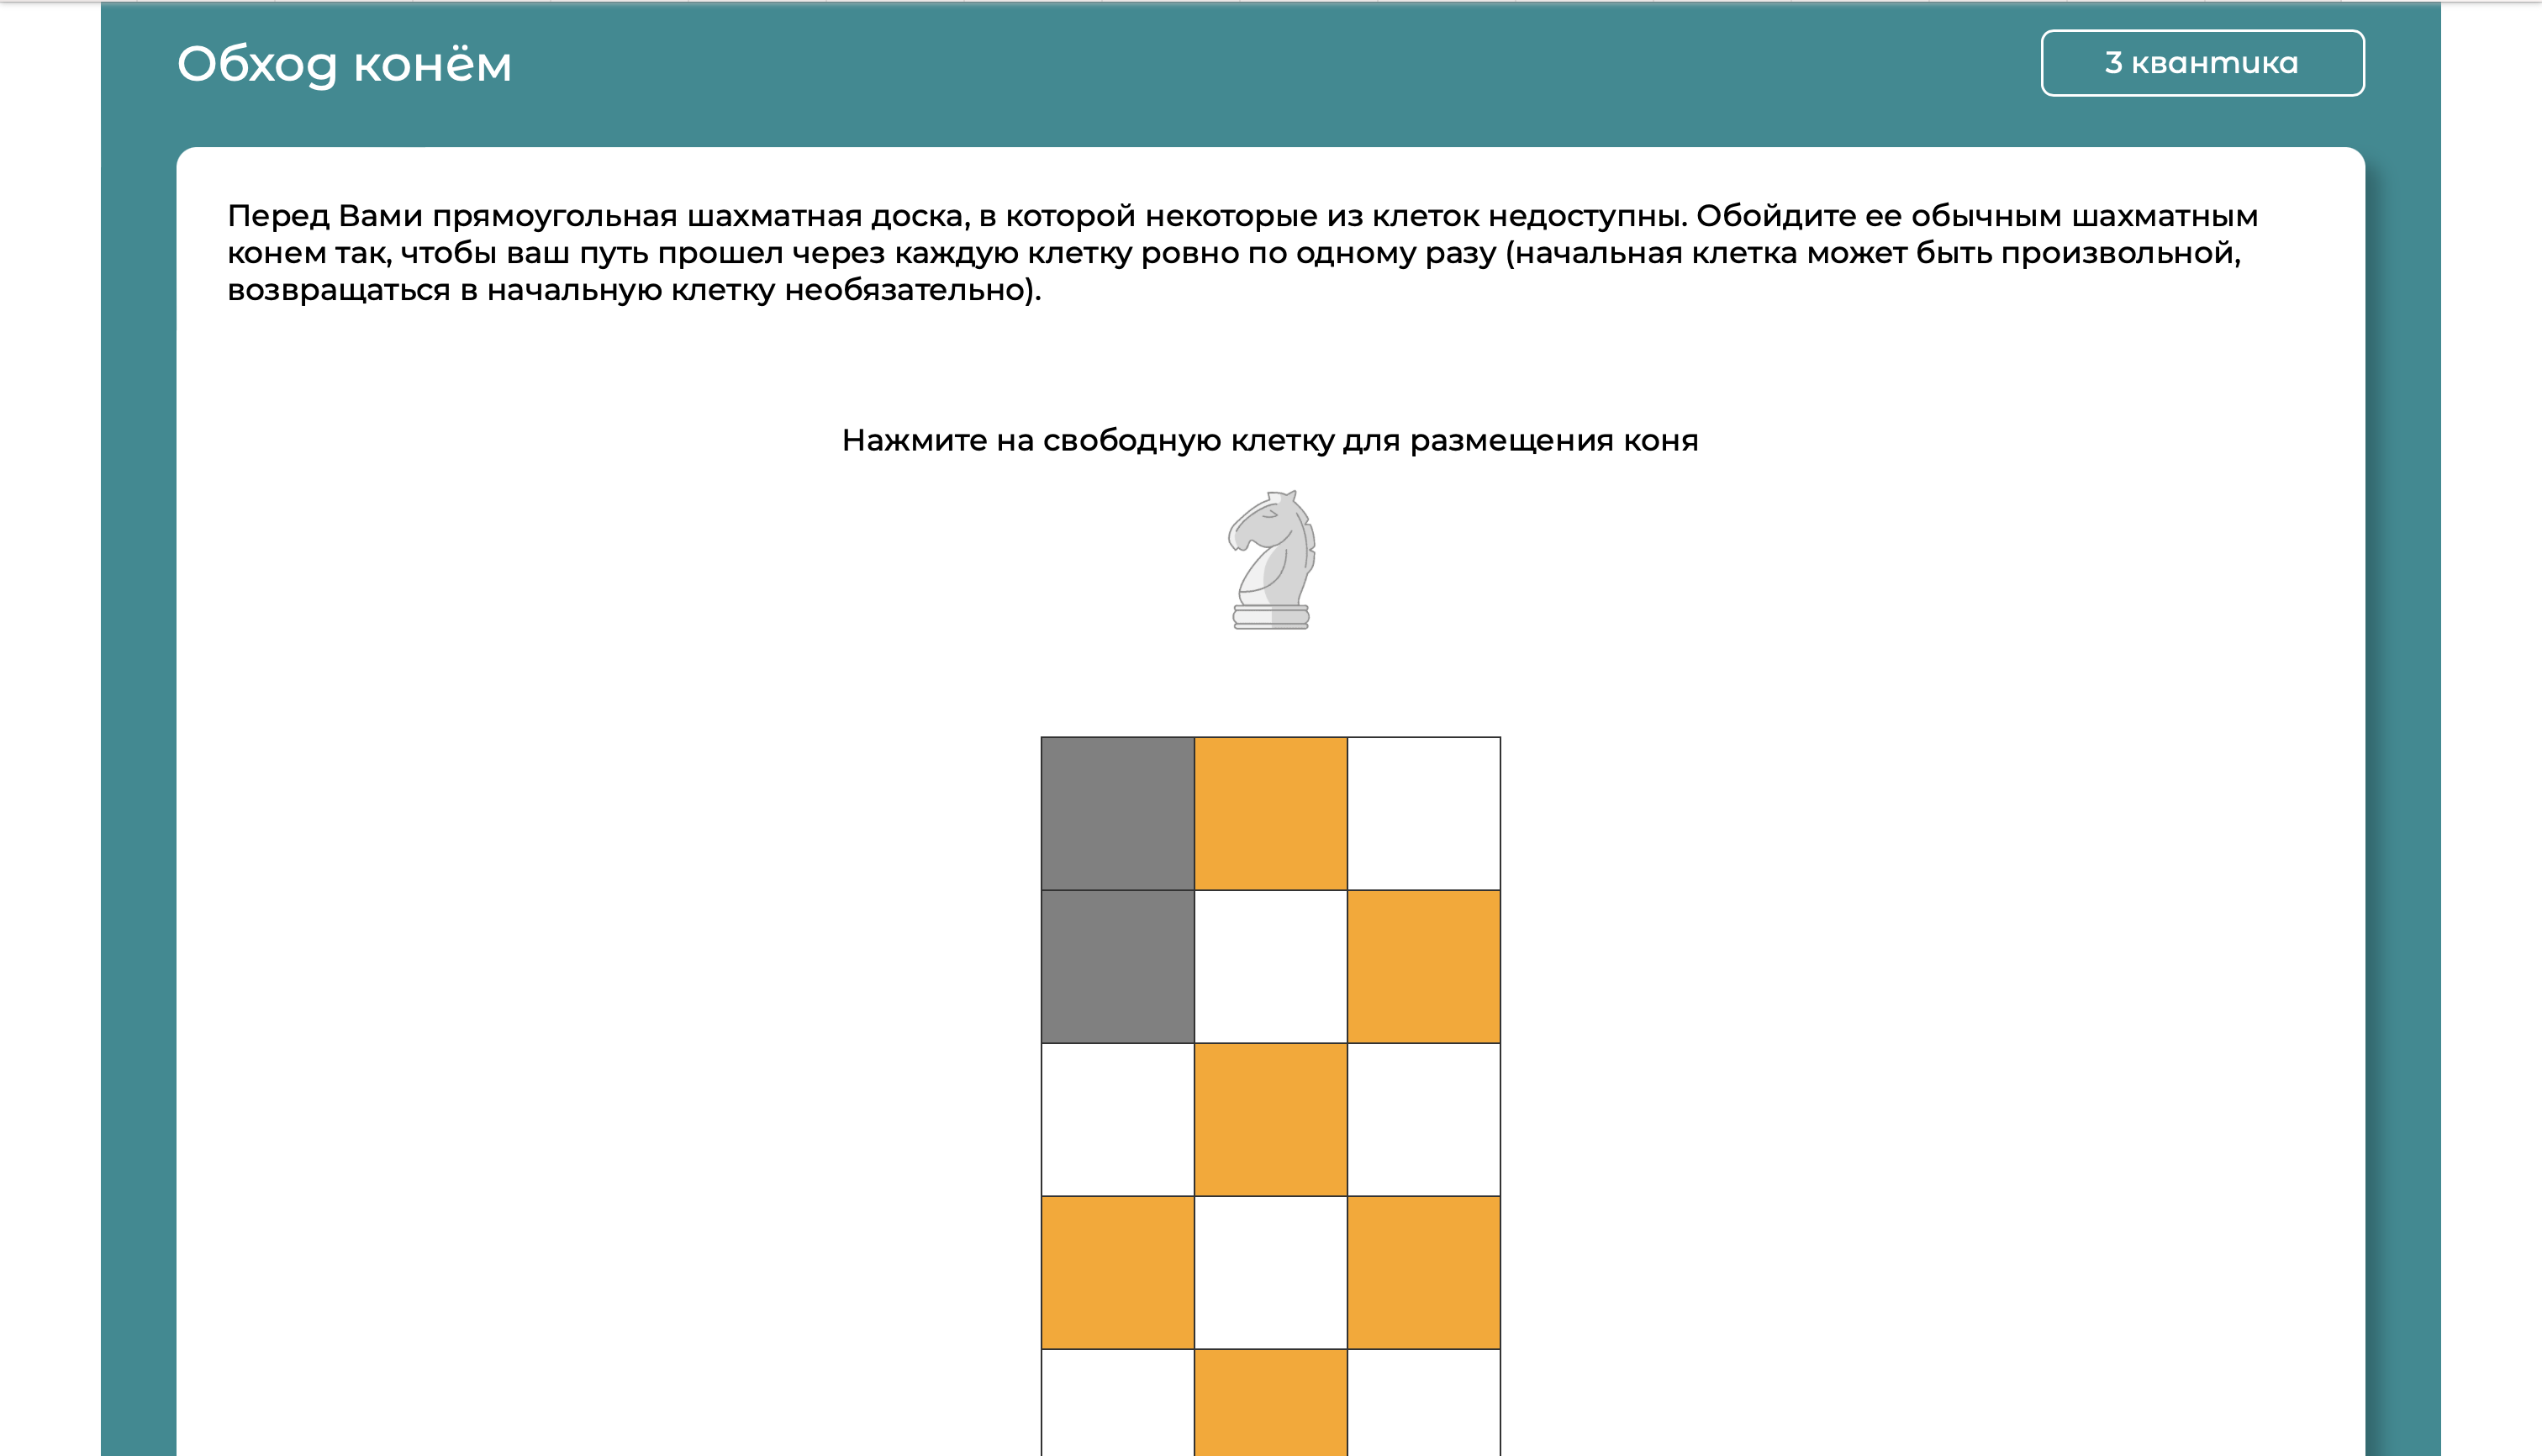 Обход конём
3 квантика
Перед Вами прямоугольная шахматная доска, в которой некоторые из клеток недоступны. Обойдите ее обычным шахматным
конем так, чтобы ваш путь прошел через каждую клетку ровно по одному разу (начальная клетка может быть произвольной,
возвращаться в начальную клетку необязательно).
Нажмите на свободную клетку для размещения коня